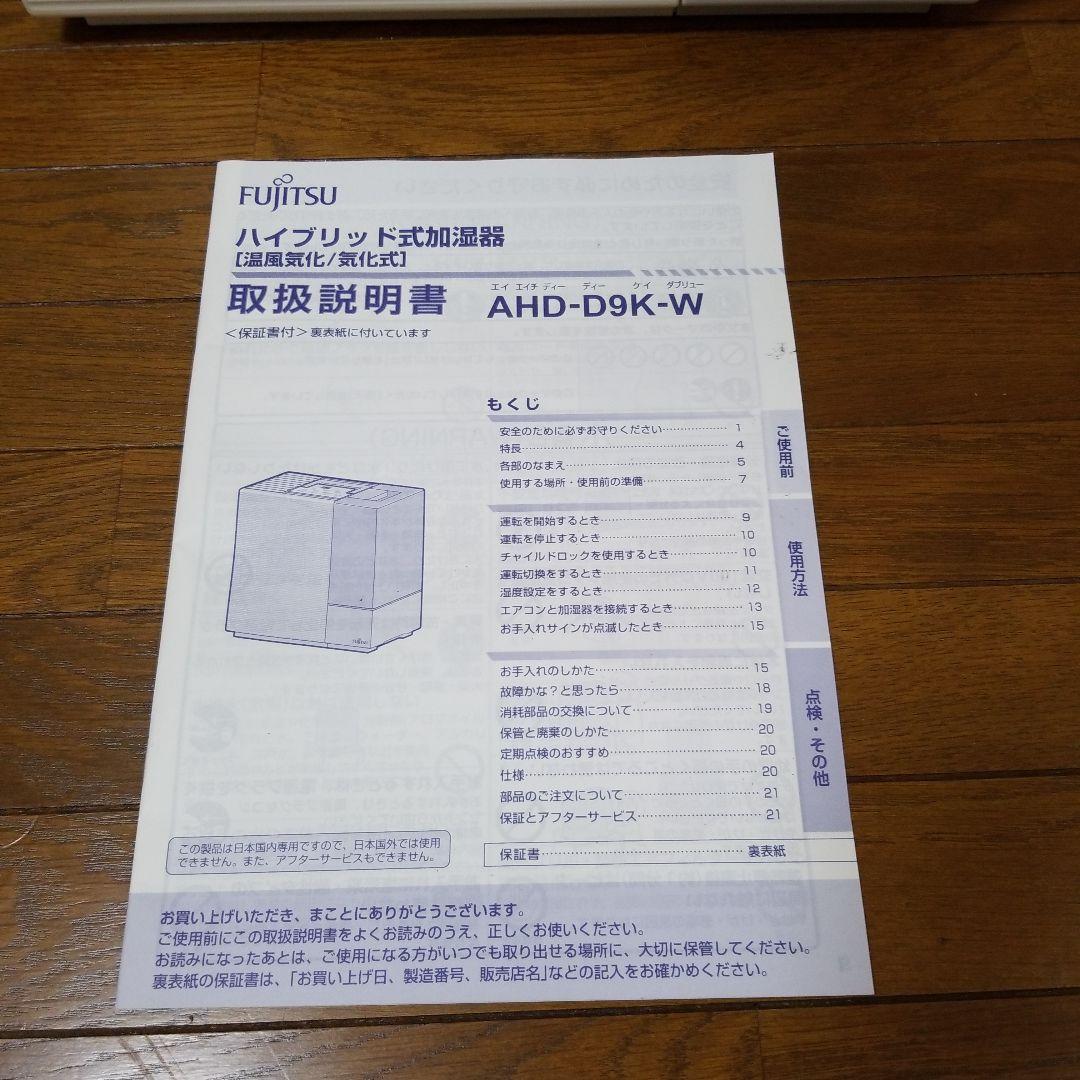 FUJITSU
ハイブリッド式加湿器
[温風気化/気化式]
取扱説明書
エイ エイチ ディー ディー ケイ ダブリュー
AHD-D9K-W
<保証書付>裏表紙に付いています
もくじ
安全のために必ずお守りください 1
特長 4
各部のなまえ 5
使用する場所・使用前の準備 7
ご使用前
運転を開始するとき 9
運転を停止するとき 10
チャイルドロックを使用するとき 10
運転切換をするとき 11
湿度設定をするとき 12
エアコンと加湿器を接続するとき 13
お手入れサインが点滅したとき 15
使用方法
お手入れのしかた 15
故障かな?と思ったら 18
消耗部品の交換について 19
保管と廃棄のしかた 20
定期点検のおすすめ 20
仕様 20
部品のご注文について 21
保証とアフターサービス 21
点検・その他
保証書 裏表紙
FUJITSU
この製品は日本国内専用ですので、日本国外では使用
できません。また、アフターサービスもできません。
お買い上げいただき、まことにありがとうございます。
ご使用前にこの取扱説明書をよくお読みのうえ、正しくお使いください。
お読みになったあとは、ご使用になる方がいつでも取り出せる場所に、大切に保管してください。
裏表紙の保証書は、「お買い上げ日、製造番号、販売店名」などの記入をお確かめください。